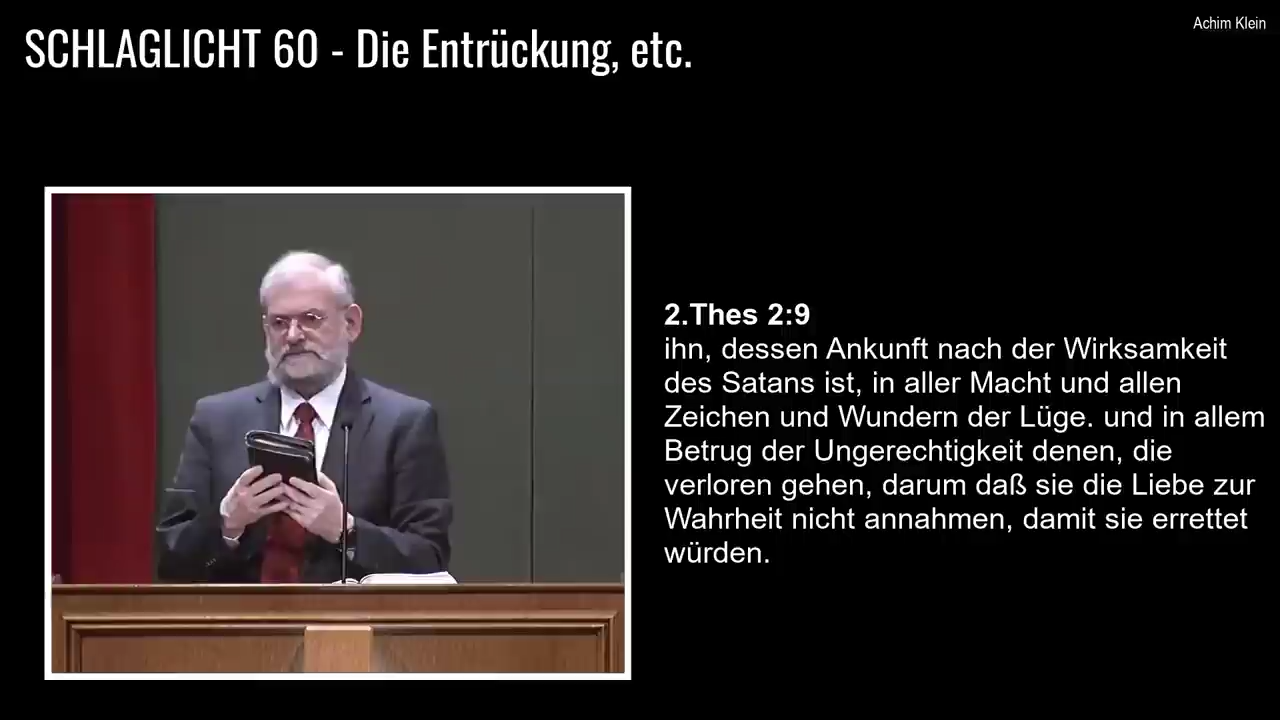 Achim Klein
SCHLAGLICHT 60 - Die Entrückung, etc.
2.Thes 2:9
ihn, dessen Ankunft nach der Wirksamkeit
des Satans ist, in aller Macht und allen
Zeichen und Wundern der Lüge. und in allem
Betrug der Ungerechtigkeit denen, die
verloren gehen, darum daß sie die Liebe zur
Wahrheit nicht annahmen, damit sie errettet
würden.